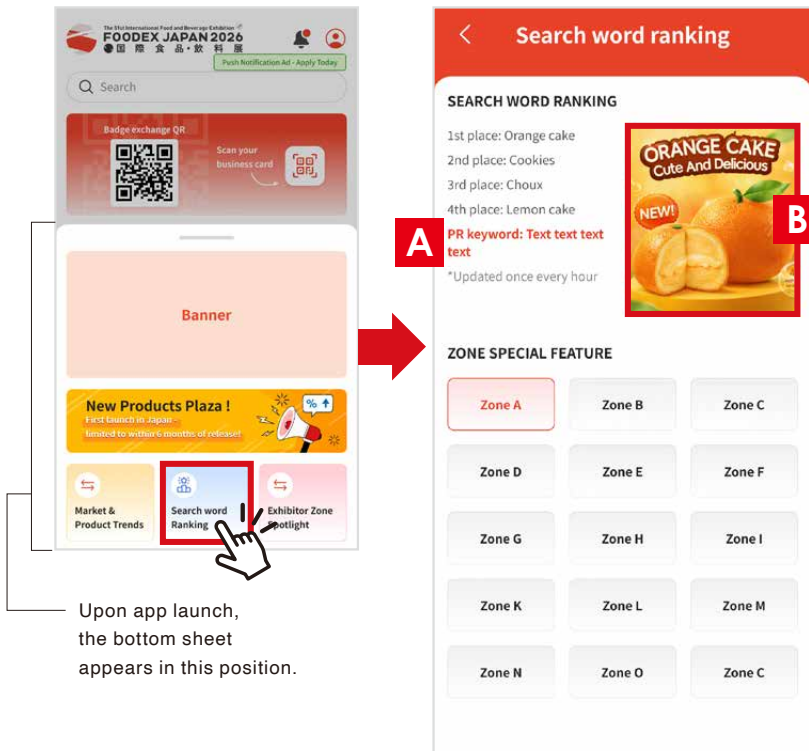 The 51st International Food and Beverage Exhibition
FOODEX JAPAN 2026
国際食品・飲料展
Push Notification Ad - Apply Today
Search
Badge exchange QR
Scan your
business card
Banner
New Products Plaza !
First launch in Japan -
limited to within 6 months of release!
% 
Market &
Product Trends
Search word
Ranking
Exhibitor Zone
Spotlight
Upon app launch,
the bottom sheet
appears in this position.
Search word ranking
SEARCH WORD RANKING
1st place: Orange cake
2nd place: Cookies
3rd place: Choux
4th place: Lemon cake
PR keyword: Text text text
text
*Updated once every hour
A
ORANGE CAKE
Cute And Delicious
NEW!
B
ZONE SPECIAL FEATURE
Zone A
Zone B
Zone C
Zone D
Zone E
Zone F
Zone G
Zone H
Zone I
Zone K
Zone L
Zone M
Zone N
Zone O
Zone C